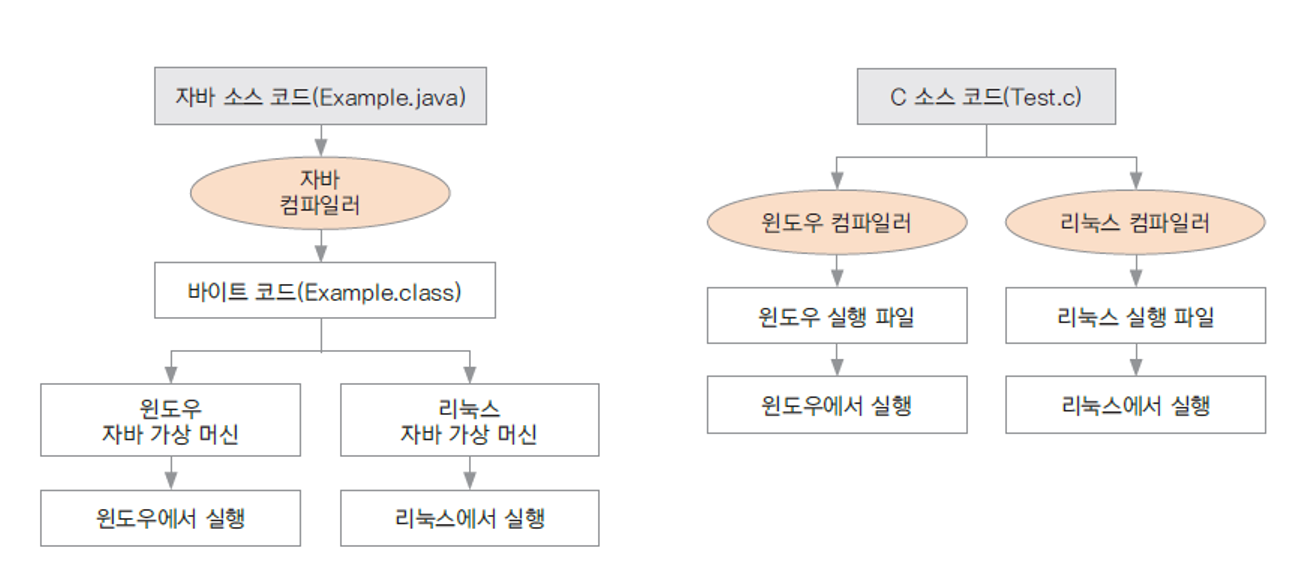 자바 소스 코드(Example.java)
자바
컴파일러
바이트 코드(Example.class)
윈도우
자바 가상 머신
리눅스
자바 가상 머신
윈도우에서 실행
리눅스에서 실행
C 소스 코드(Test.c)
윈도우 컴파일러
리눅스 컴파일러
윈도우 실행 파일
리눅스 실행 파일
윈도우에서 실행
리눅스에서 실행